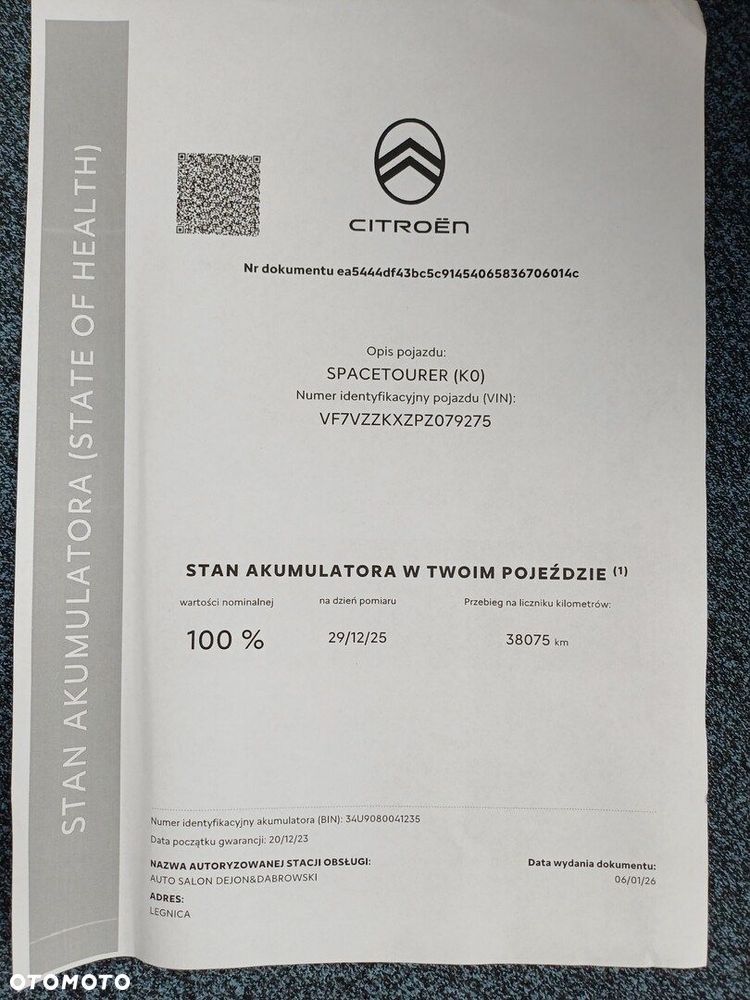 STAN AKUMULATORA (STATE OF HEALTH)
CITROËN
Nr dokumentu ea5444df43bc5c91454065836706014c
Opis pojazdu:
SPACETOURER (K0)
Numer identyfikacyjny pojazdu (VIN):
VF7VZZKXZPZ079275
STAN AKUMULATORA W TWOIM POJEŹDZIE (1)
wartości nominalnej na dzień pomiaru Przebieg na liczniku kilometrów:
100 % 29/12/25 38075 km
Numer identyfikacyjny akumulatora (BIN): 34U9080041235
Data początku gwarancji: 20/12/23
NAZWA AUTORYZOWANEJ STACJI OBSŁUGI: Data wydania dokumentu:
AUTO SALON DEJON&DABROWSKI 06/01/26
ADRES:
LEGNICA
OTOMOTO